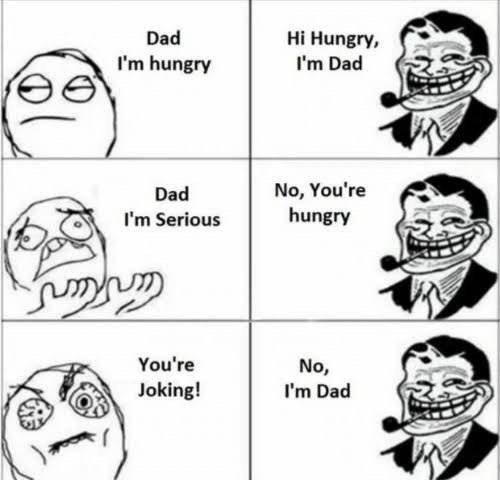 Dad
I'm hungry
Hi Hungry,
I'm Dad
Dad
I'm Serious
No, You're
hungry
You're
Joking!
No,
I'm Dad